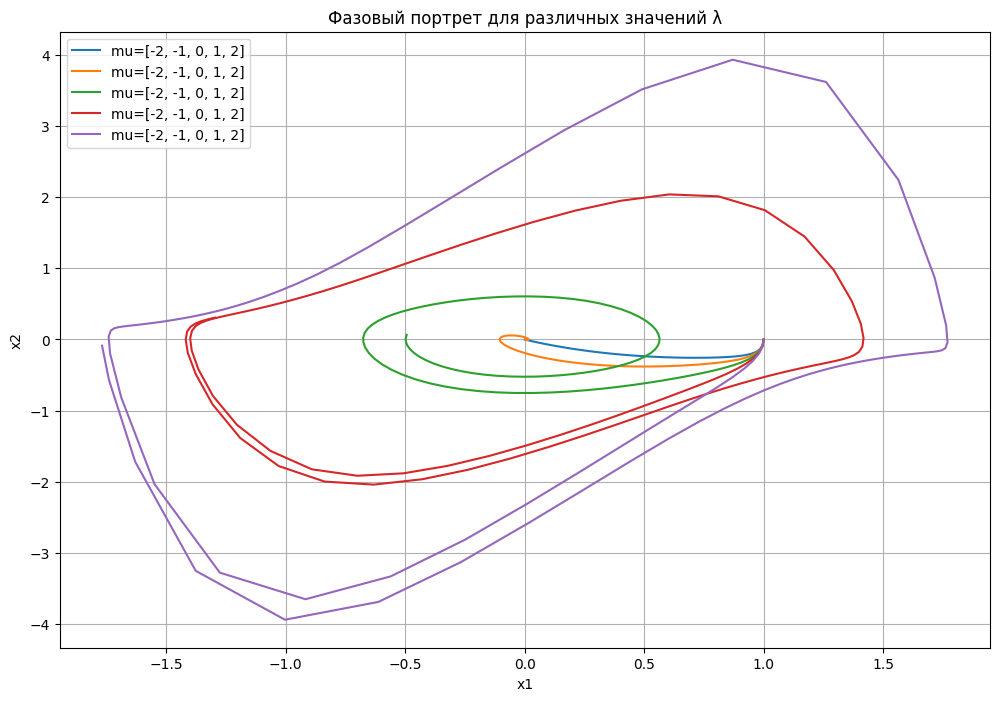 Фазовый портрет для различных значений λ
mu=[-2, -1, 0, 1, 2]
mu=[-2, -1, 0, 1, 2]
mu=[-2, -1, 0, 1, 2]
mu=[-2, -1, 0, 1, 2]
mu=[-2, -1, 0, 1, 2]
4
3
2
1
0
−1
−2
−3
−4
x2
−1.5 −1.0 −0.5 0.0 0.5 1.0 1.5
x1